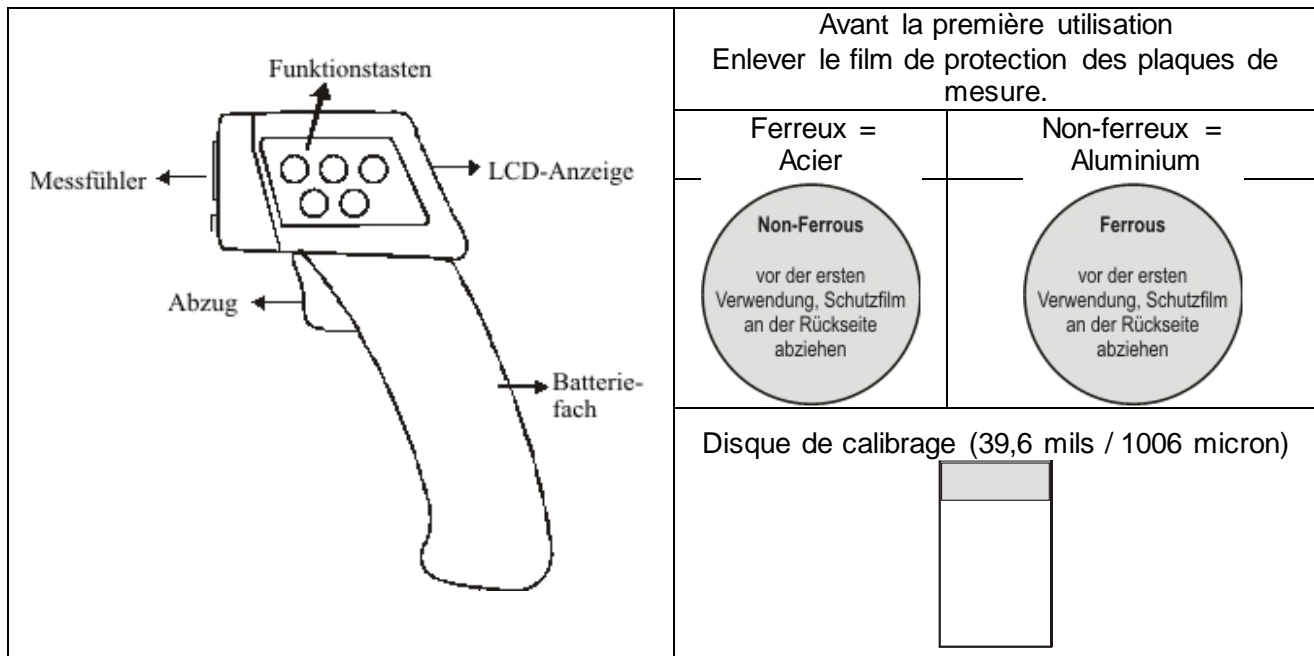 Funktionstasten
Messfühler
LCD-Anzeige
Abzug
Batterie-
fach
Avant la première utilisation
Enlever le film de protection des plaques de
mesure.
Ferreux =
Acier
Non-ferreux =
Aluminium
Non-Ferrous
vor der ersten
Verwendung, Schutzfilm
an der Rückseite
abziehen
Ferrous
vor der ersten
Verwendung, Schutzfilm
an der Rückseite
abziehen
Disque de calibrage (39,6 mils / 1006 micron)